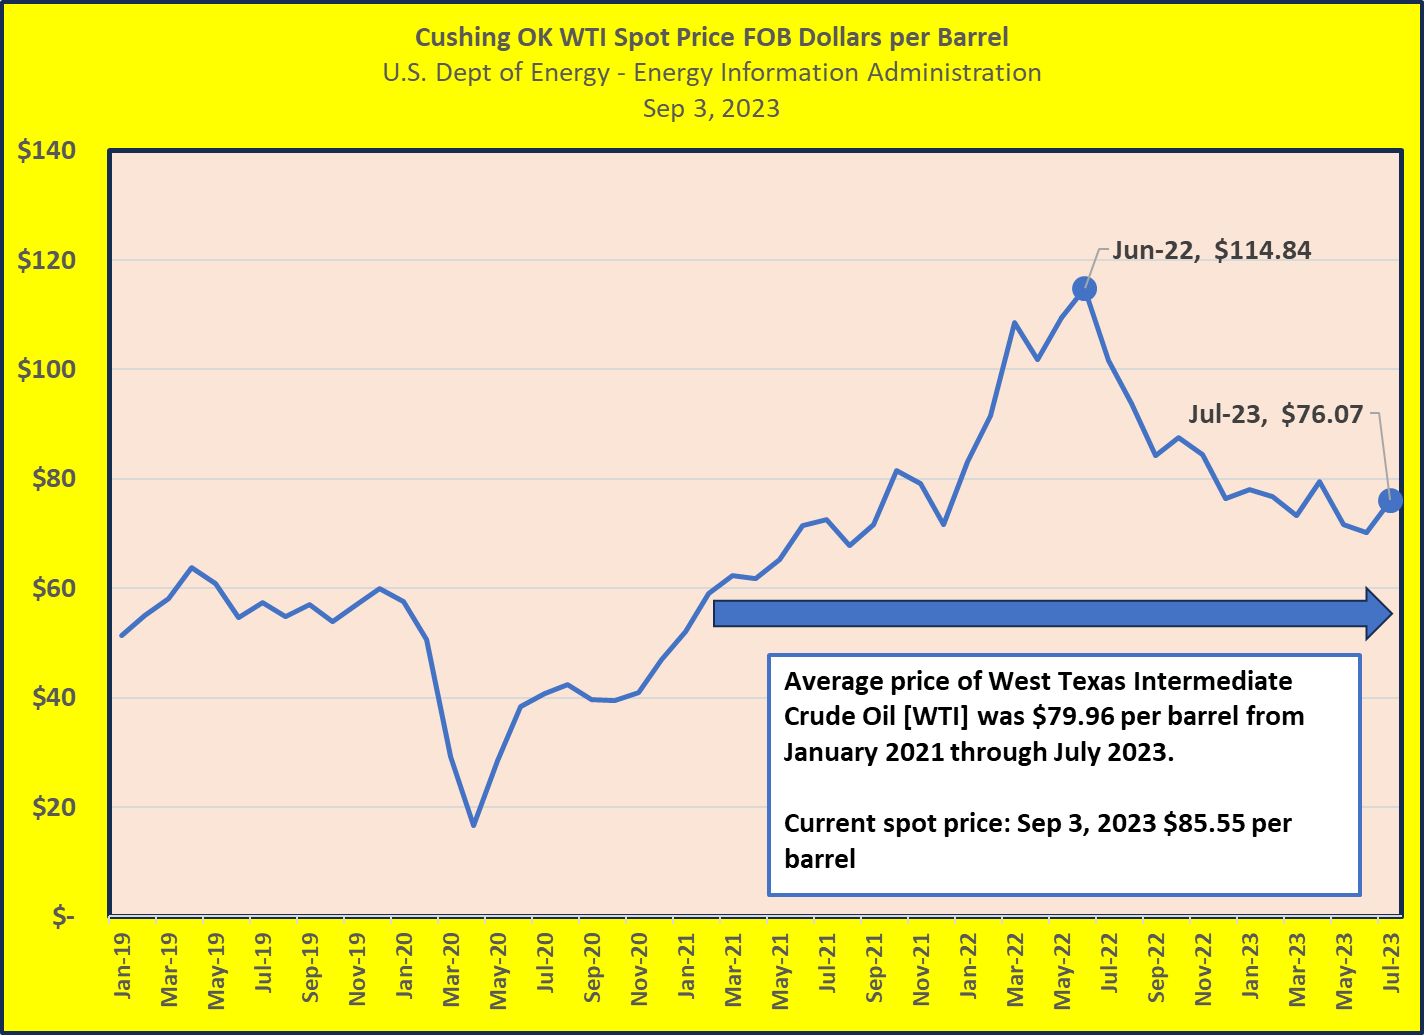 Cushing OK WTI Spot Price FOB Dollars per Barrel
U.S. Dept of Energy - Energy Information Administration
Sep 3, 2023
$140
$120
$100
$80
$60
$40
$20
$-
Jun-22, $114.84
Jul-23, $76.07
Average price of West Texas Intermediate
Crude Oil [WTI] was $79.96 per barrel from
January 2021 through July 2023.
Current spot price: Sep 3, 2023 $85.55 per
barrel
Jan-19
Mar-19
May-19
Jul-19
Sep-19
Nov-19
Jan-20
Mar-20
May-20
Jul-20
Sep-20
Nov-20
Jan-21
Mar-21
May-21
Jul-21
Sep-21
Nov-21
Jan-22
Mar-22
May-22
Jul-22
Sep-22
Nov-22
Jan-23
Mar-23
May-23
Jul-23